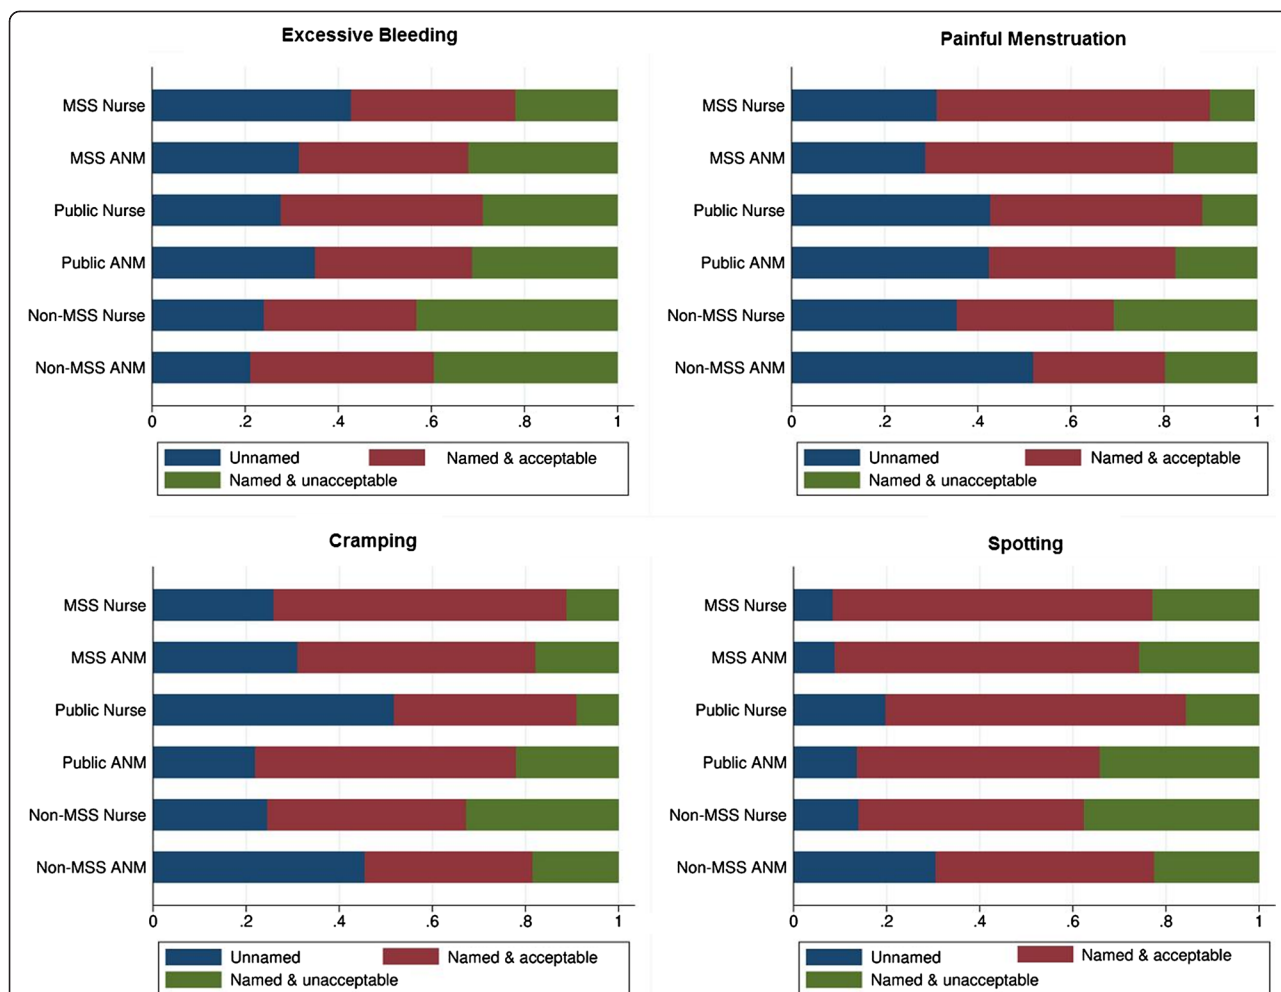 Excessive Bleeding
MSS Nurse
MSS ANM
Public Nurse
Public ANM
Non-MSS Nurse
Non-MSS ANM
0 .2 .4 .6 .8 1
Unnamed Named & acceptable
Named & unacceptable
Painful Menstruation
MSS Nurse
MSS ANM
Public Nurse
Public ANM
Non-MSS Nurse
Non-MSS ANM
0 .2 .4 .6 .8 1
Unnamed Named & acceptable
Named & unacceptable
Cramping
MSS Nurse
MSS ANM
Public Nurse
Public ANM
Non-MSS Nurse
Non-MSS ANM
0 .2 .4 .6 .8 1
Unnamed Named & acceptable
Named & unacceptable
Spotting
MSS Nurse
MSS ANM
Public Nurse
Public ANM
Non-MSS Nurse
Non-MSS ANM
0 .2 .4 .6 .8 1
Unnamed Named & acceptable
Named & unacceptable